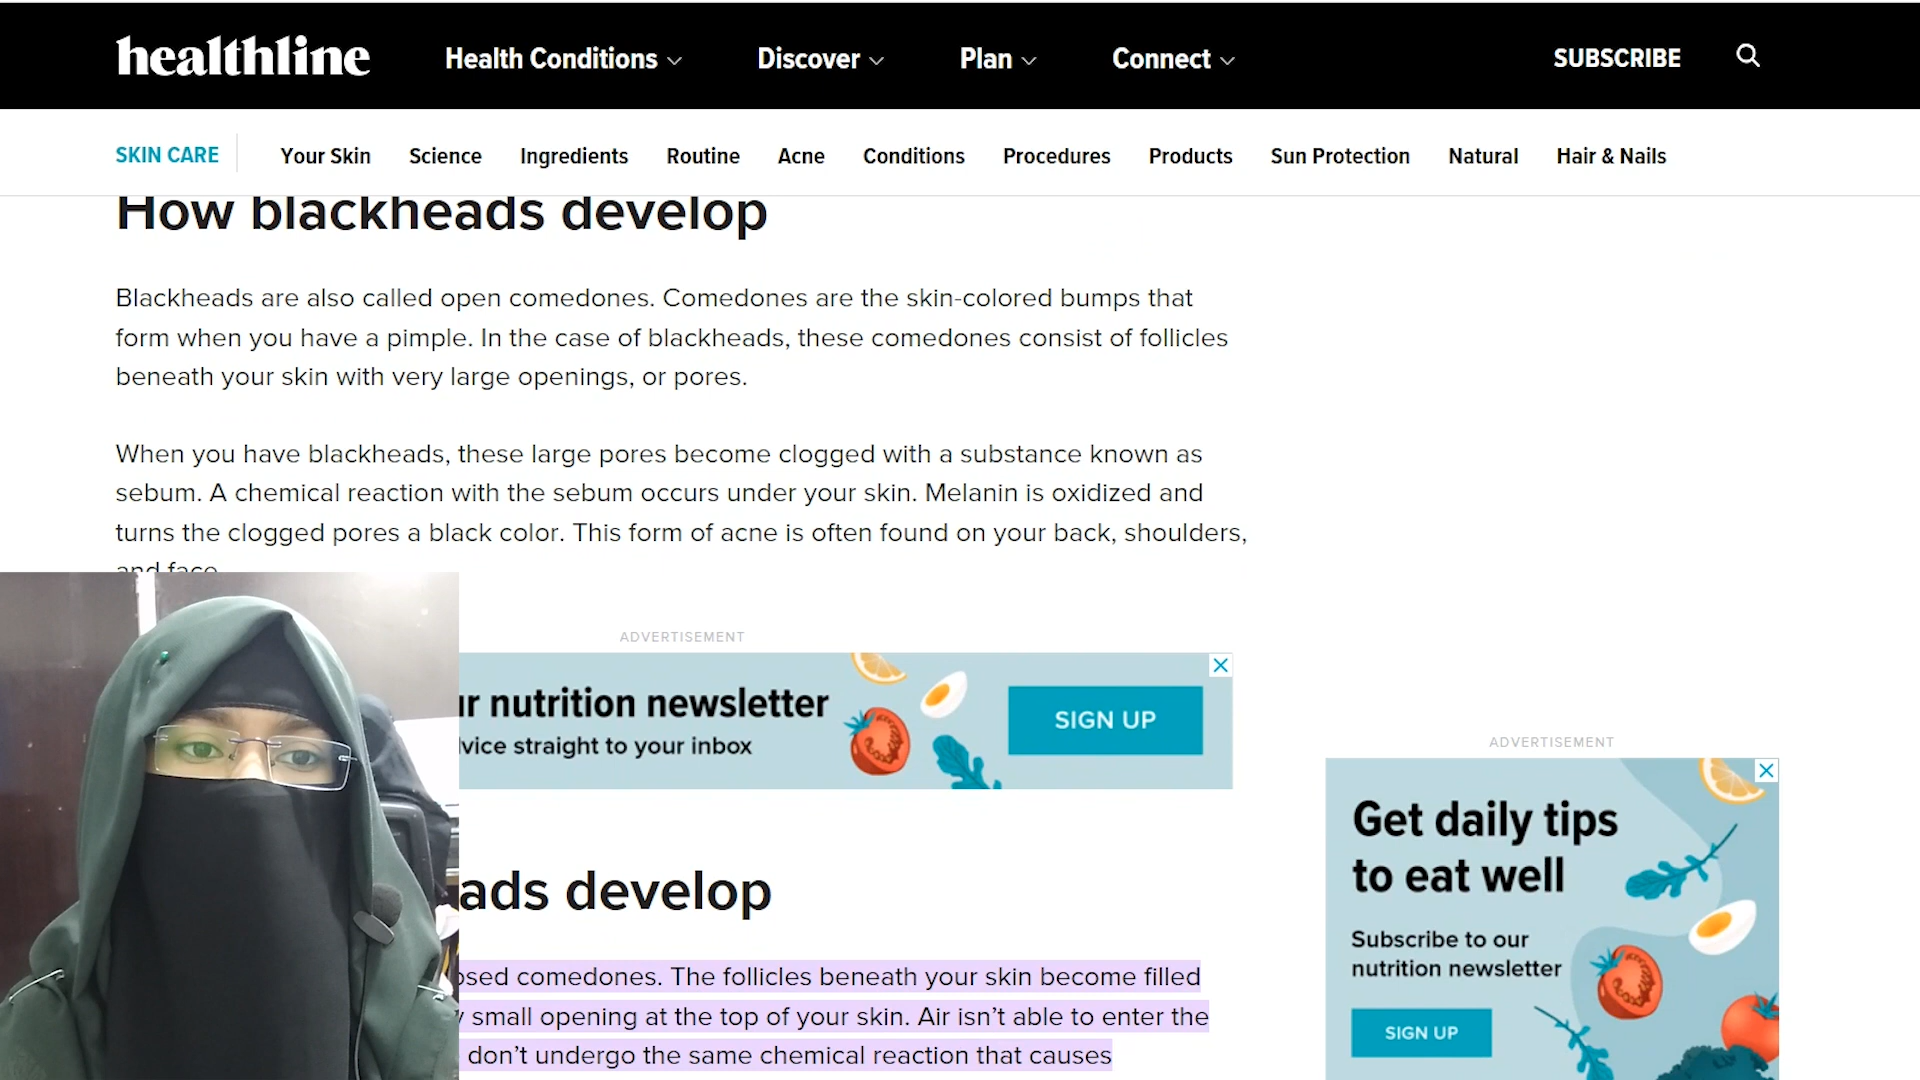 healthline
Health Conditions
Discover
Plan
Connect
SUBSCRIBE
SKIN CARE
Your Skin
Science
Ingredients
Routine
Acne
Conditions
Procedures
Products
Sun Protection
Natural
Hair & Nails
How blackheads develop
Blackheads are also called open comedones. Comedones are the skin-colored bumps that
form when you have a pimple. In the case of blackheads, these comedones consist of follicles
beneath your skin with very large openings, or pores.
When you have blackheads, these large pores become clogged with a substance known as
sebum. A chemical reaction with the sebum occurs under your skin. Melanin is oxidized and
turns the clogged pores a black color. This form of acne is often found on your back, shoulders,
and face
ADVERTISEMENT
nutrition newsletter
straight to your inbox
SIGN UP
develop
comedones. The follicles beneath your skin become filled
small opening at the top of your skin. Air isn't able to enter the
don't undergo the same chemical reaction that causes
ADVERTISEMENT
Get daily tips
to eat well
Subscribe to our
nutrition newsletter
SIGN UP